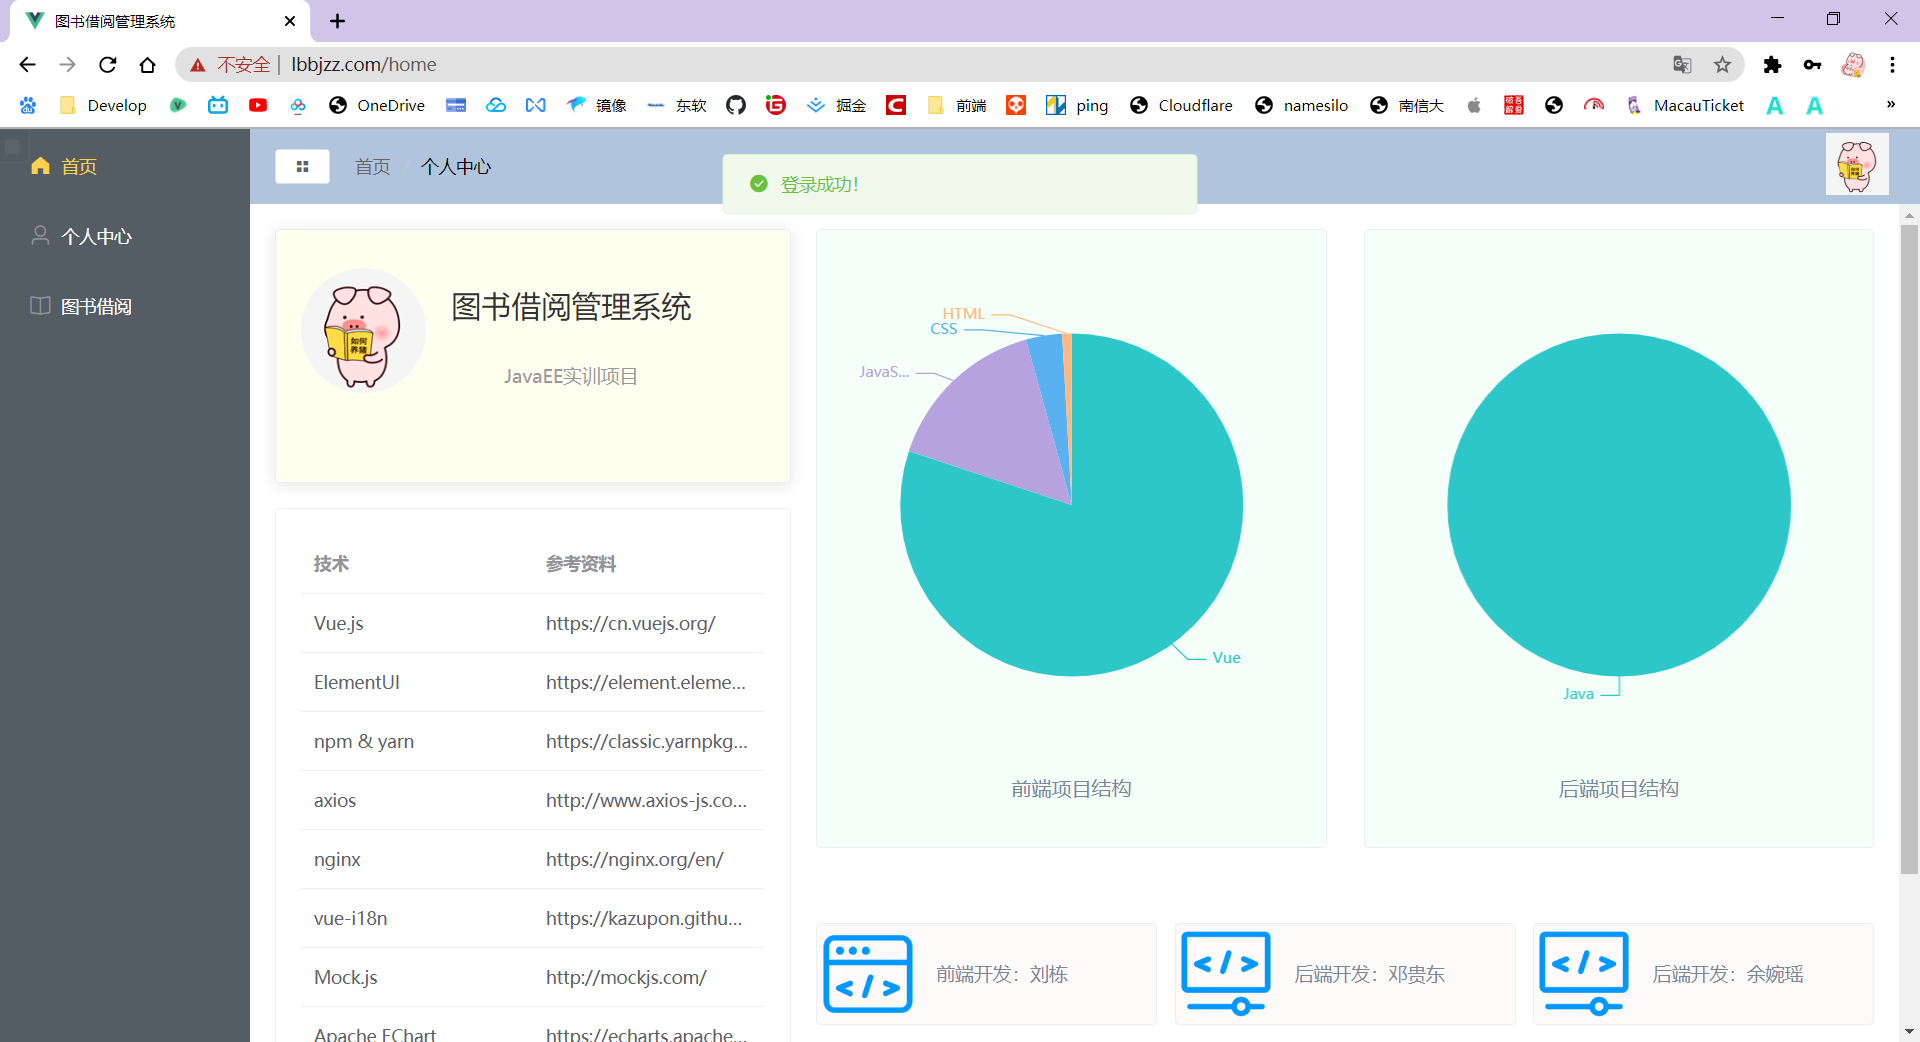 图书借阅管理系统
不安全 | lbbjzz.com/home
Develop OneDrive 镜像 东软 掘金 前端 ping Cloudflare namesilo 南信大 吾爱破解 MacauTicket »
首页
个人中心
图书借阅
首页 / 个人中心
登录成功!
图书借阅管理系统
JavaEE实训项目
如何
养猪
技术 参考资料
Vue.js https://cn.vuejs.org/
ElementUI https://element.eleme...
npm & yarn https://classic.yarnpkg...
axios http://www.axios-js.co...
nginx https://nginx.org/en/
vue-i18n https://kazupon.githu...
Mock.js http://mockjs.com/
Apache EChart https://echarts.apache...
HTML
CSS
JavaS...
Vue
前端项目结构
Java
后端项目结构
前端开发：刘栋
后端开发：邓贵东
后端开发：余婉瑶